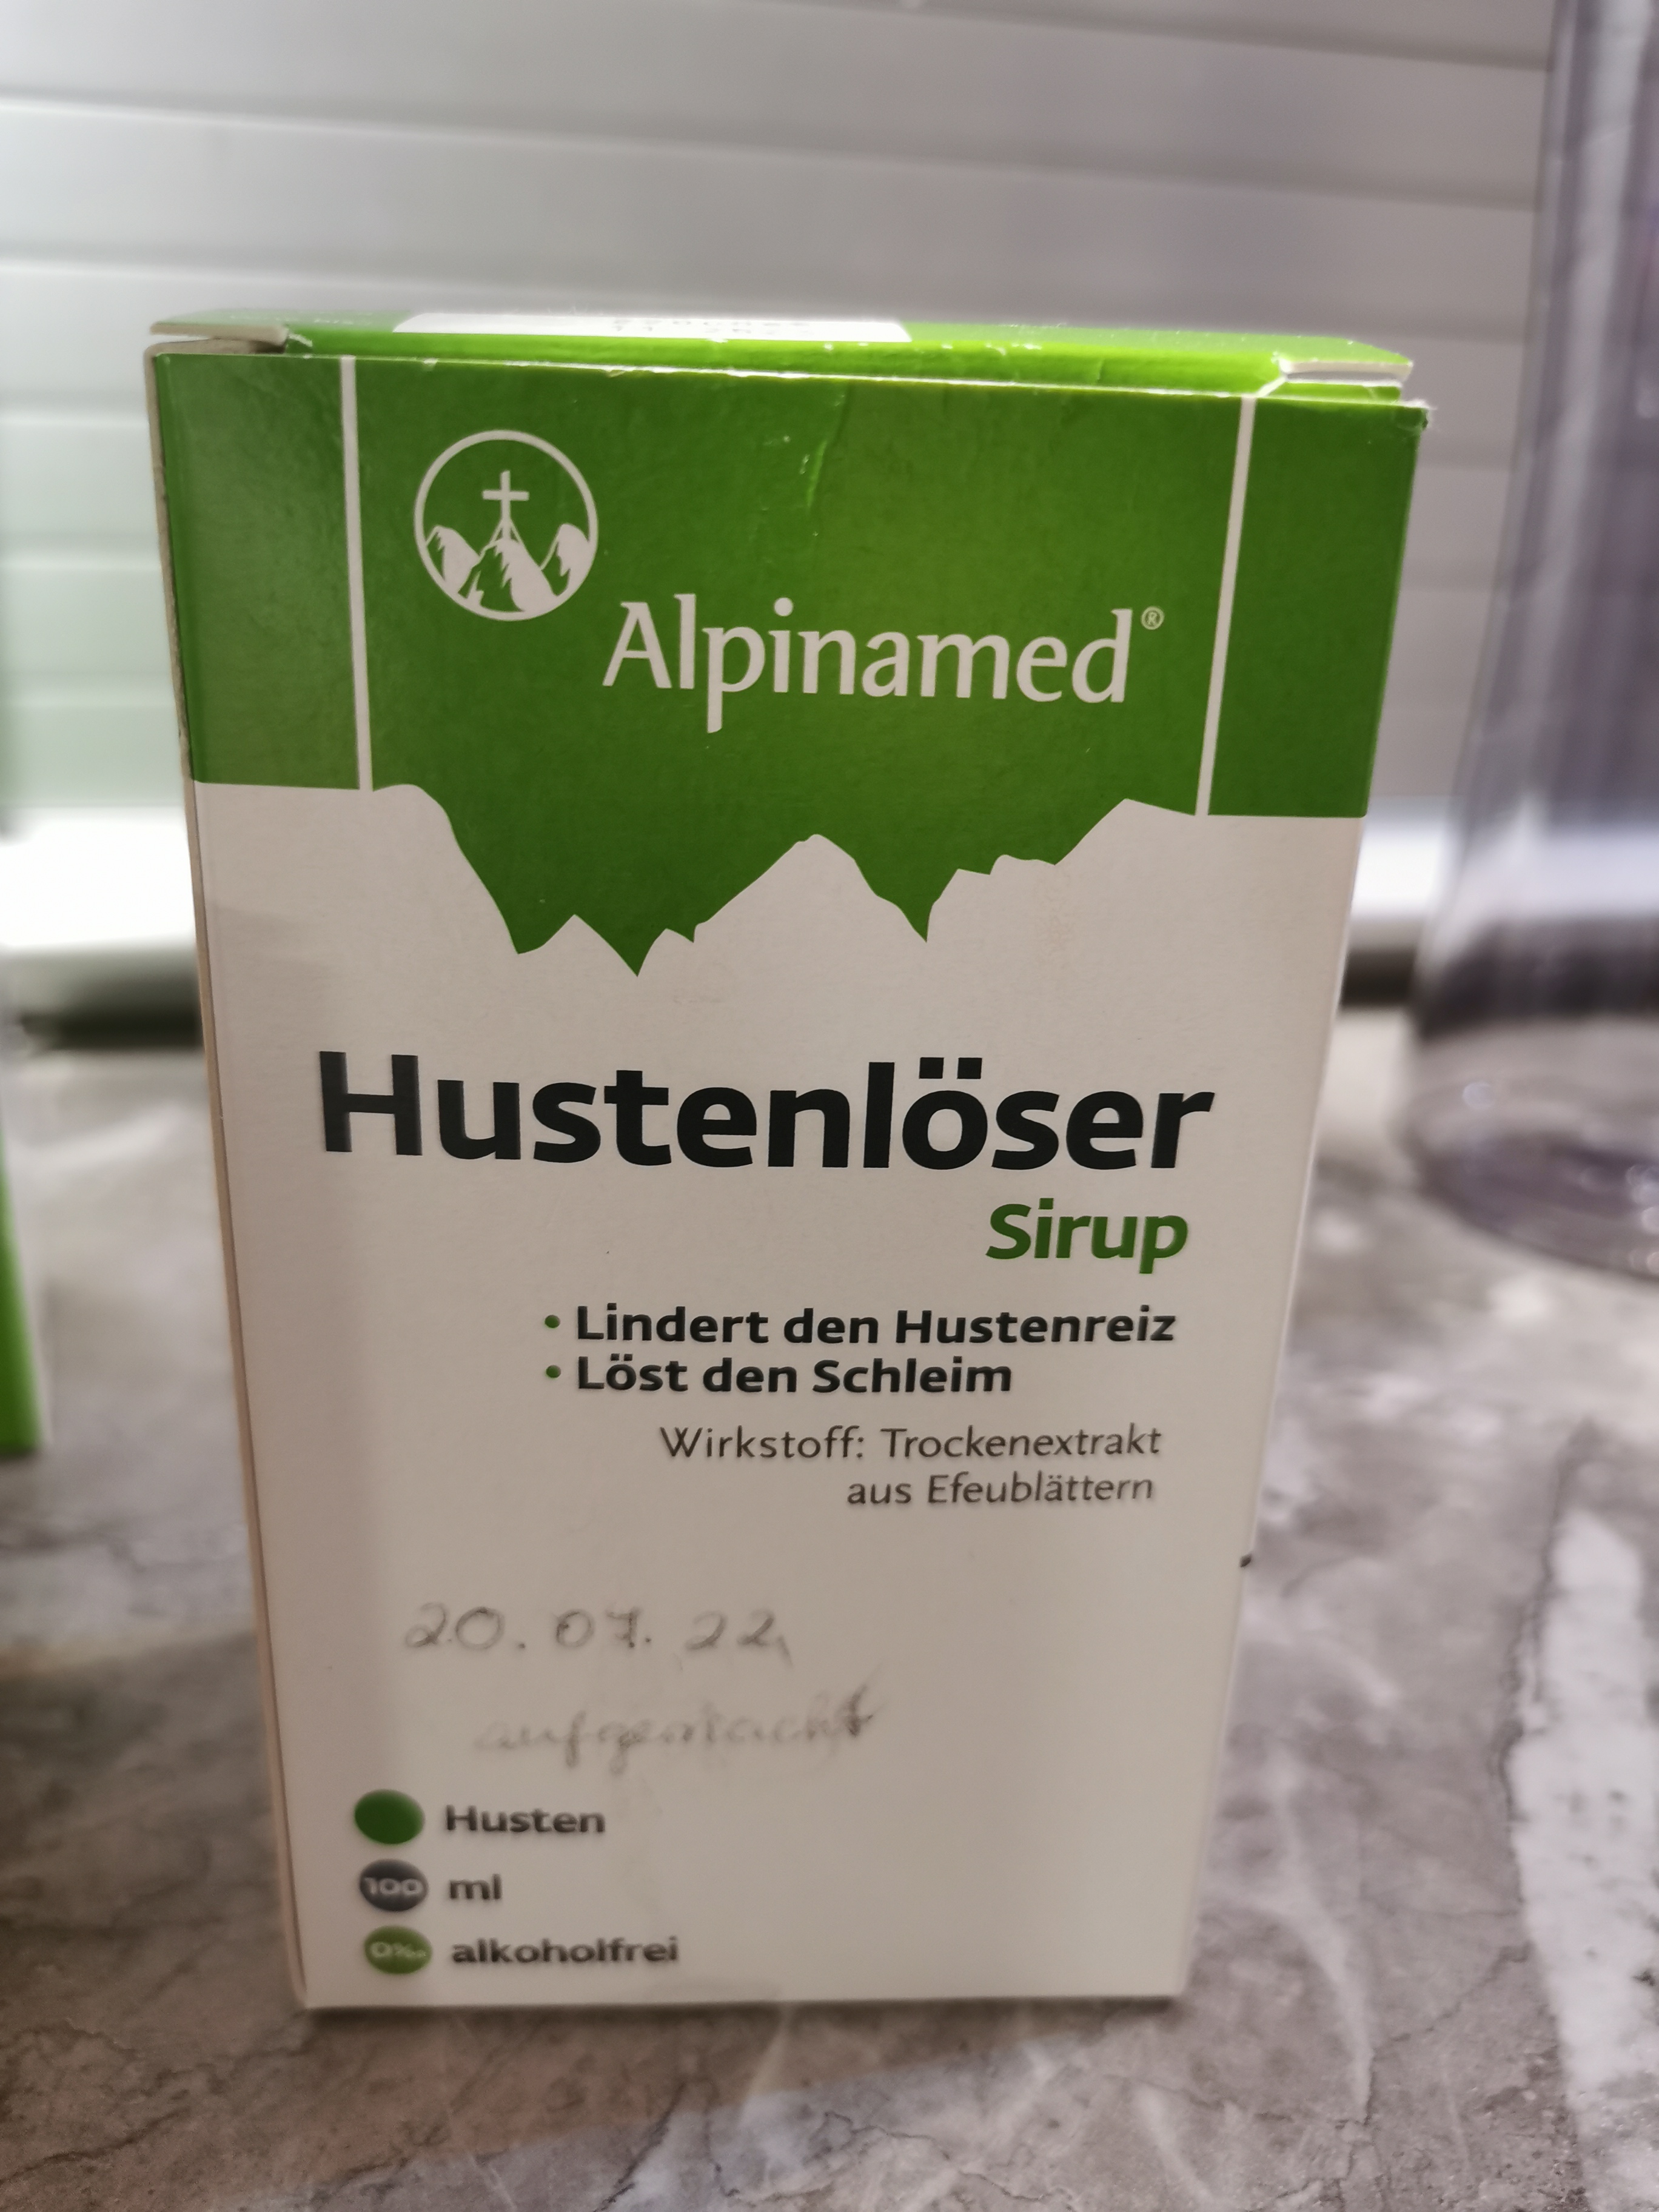 Alpinamed®
Hustenlöser
Sirup
• Lindert den Hustenreiz
• Löst den Schleim
Wirkstoff: Trockenextrakt
aus Efeublättern
20.07.22
aufgemacht
Husten
100 ml
0‰ alkoholfrei